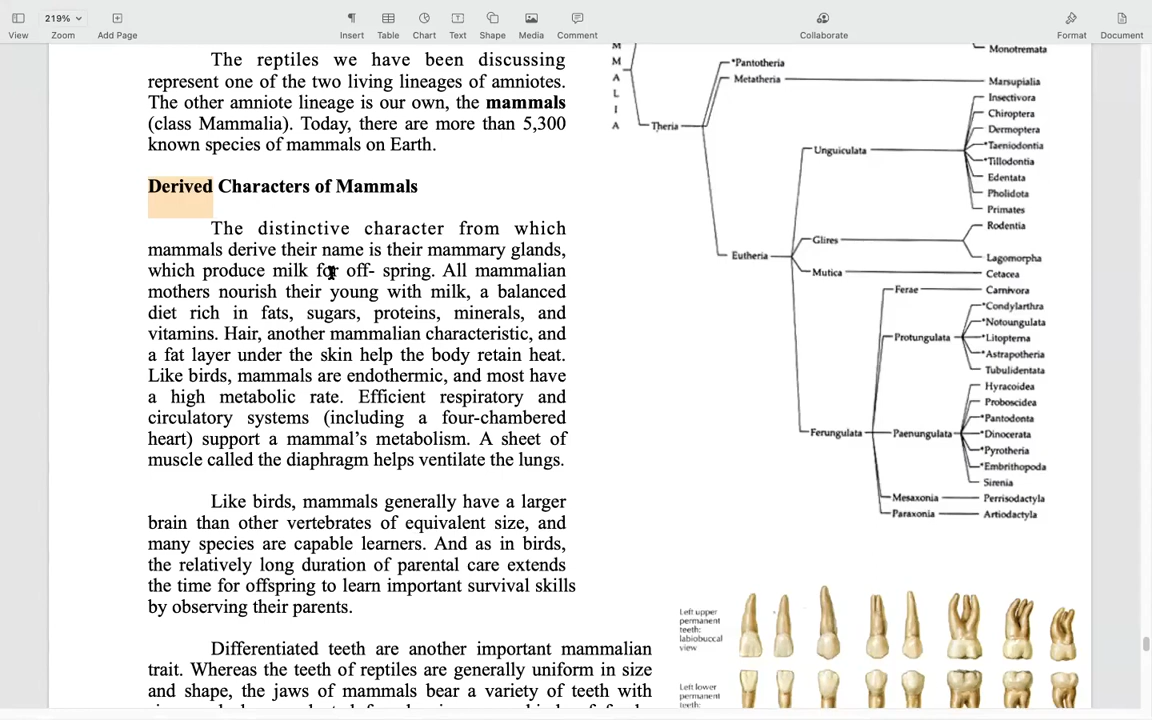 219%
View
Zoom
Add Page
Insert
Table
Chart
Text
Shape
Media
Comment
Collaborate
Format
Document
The reptiles we have been discussing
represent one of the two living lineages of amniotes.
The other amniote lineage is our own, the mammals
(class Mammalia). Today, there are more than 5,300
known species of mammals on Earth.
Derived Characters of Mammals
The distinctive character from which
mammals derive their name is their mammary glands,
which produce milk for off- spring. All mammalian
mothers nourish their young with milk, a balanced
diet rich in fats, sugars, proteins, minerals, and
vitamins. Hair, another mammalian characteristic, and
a fat layer under the skin help the body retain heat.
Like birds, mammals are endothermic, and most have
a high metabolic rate. Efficient respiratory and
circulatory systems (including a four-chambered
heart) support a mammal's metabolism. A sheet of
muscle called the diaphragm helps ventilate the lungs.
Like birds, mammals generally have a larger
brain than other vertebrates of equivalent size, and
many species are capable learners. And as in birds,
the relatively long duration of parental care extends
the time for offspring to learn important survival skills
by observing their parents.
Differentiated teeth are another important mammalian
trait. Whereas the teeth of reptiles are generally uniform in size
and shape, the jaws of mammals bear a variety of teeth with
M
M
A
L
I
A
Monotremata
*Pantotheria
Metatheria
Marsupialia
Theria
Insectivora
Chiroptera
Dermoptera
*Taeniodontia
*Tillodontia
Edentata
Pholidota
Primates
Unguiculata
Rodentia
Glires
Lagomorpha
Eutheria
Mutica
Cetacea
Ferae
Carnivora
*Condylarthra
*Notoungulata
Protungulata
*Litopterna
*Astrapotheria
Tubulidentata
Hyracoidea
Proboscidea
*Pantodonta
Ferungulata
Paenungulata
*Dinocerata
*Pyrotheria
*Embrithopoda
Sirenia
Mesaxonia
Perrisodactyla
Paraxonia
Artiodactyla
Left upper
permanent
teeth:
labiobuccal
view
Left lower
permanent
teeth: